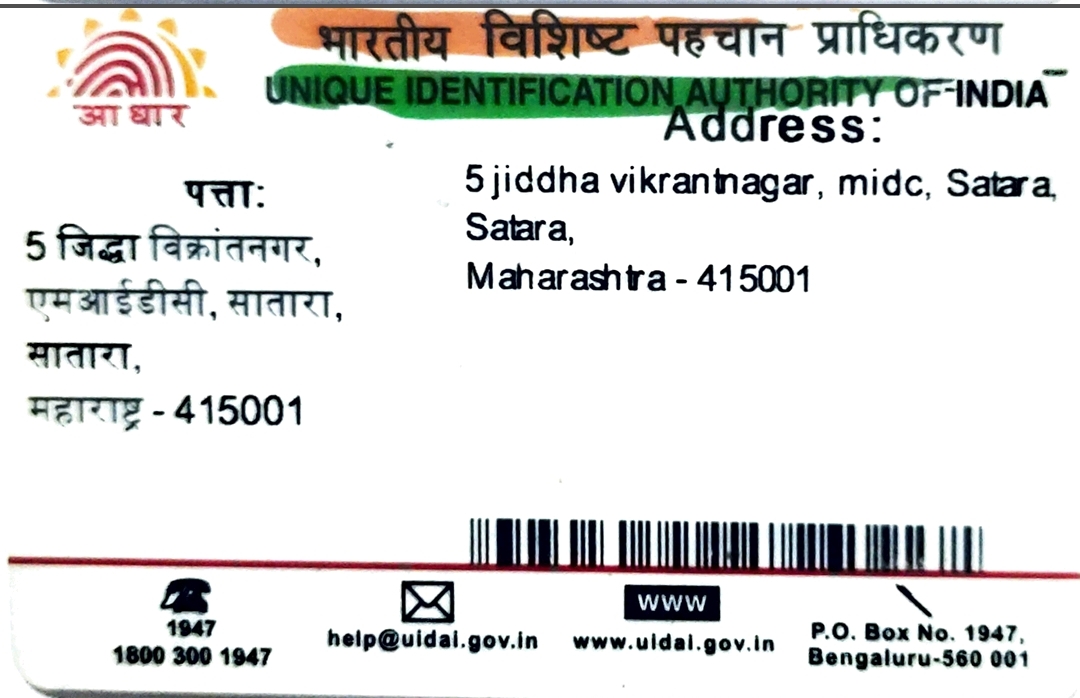 भारतीय विशिष्ट पहचान प्राधिकरण
UNIQUE IDENTIFICATION AUTHORITY OF INDIA
आधार
Address:
5 jiddha vikrantnagar, midc, Satara,
Satara,
Maharashtra - 415001
पत्ता:
5 जिद्धा विक्रांतनगर,
एमआईडीसी, सातारा,
सातारा,
महाराष्ट्र - 415001
1947
1800 300 1947
help@uidai.gov.in
WWW
www.uidai.gov.in
P.O. Box No. 1947,
Bengaluru-560 001